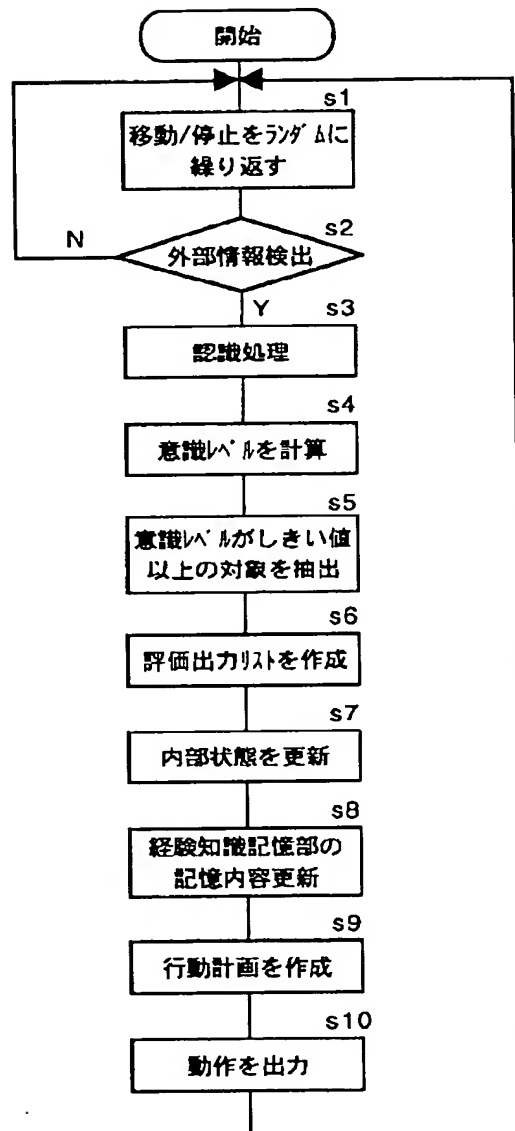 開始
s1
移動/停止をﾗﾝﾀﾞﾑに
繰り返す
s2
N
外部情報検出
Y
s3
認識処理
s4
意識ﾚﾍﾞﾙを計算
s5
意識ﾚﾍﾞﾙがしきい値
以上の対象を抽出
s6
評価出力ﾘｽﾄを作成
s7
内部状態を更新
s8
経験知識記憶部の
記憶内容更新
s9
行動計画を作成
s10
動作を出力